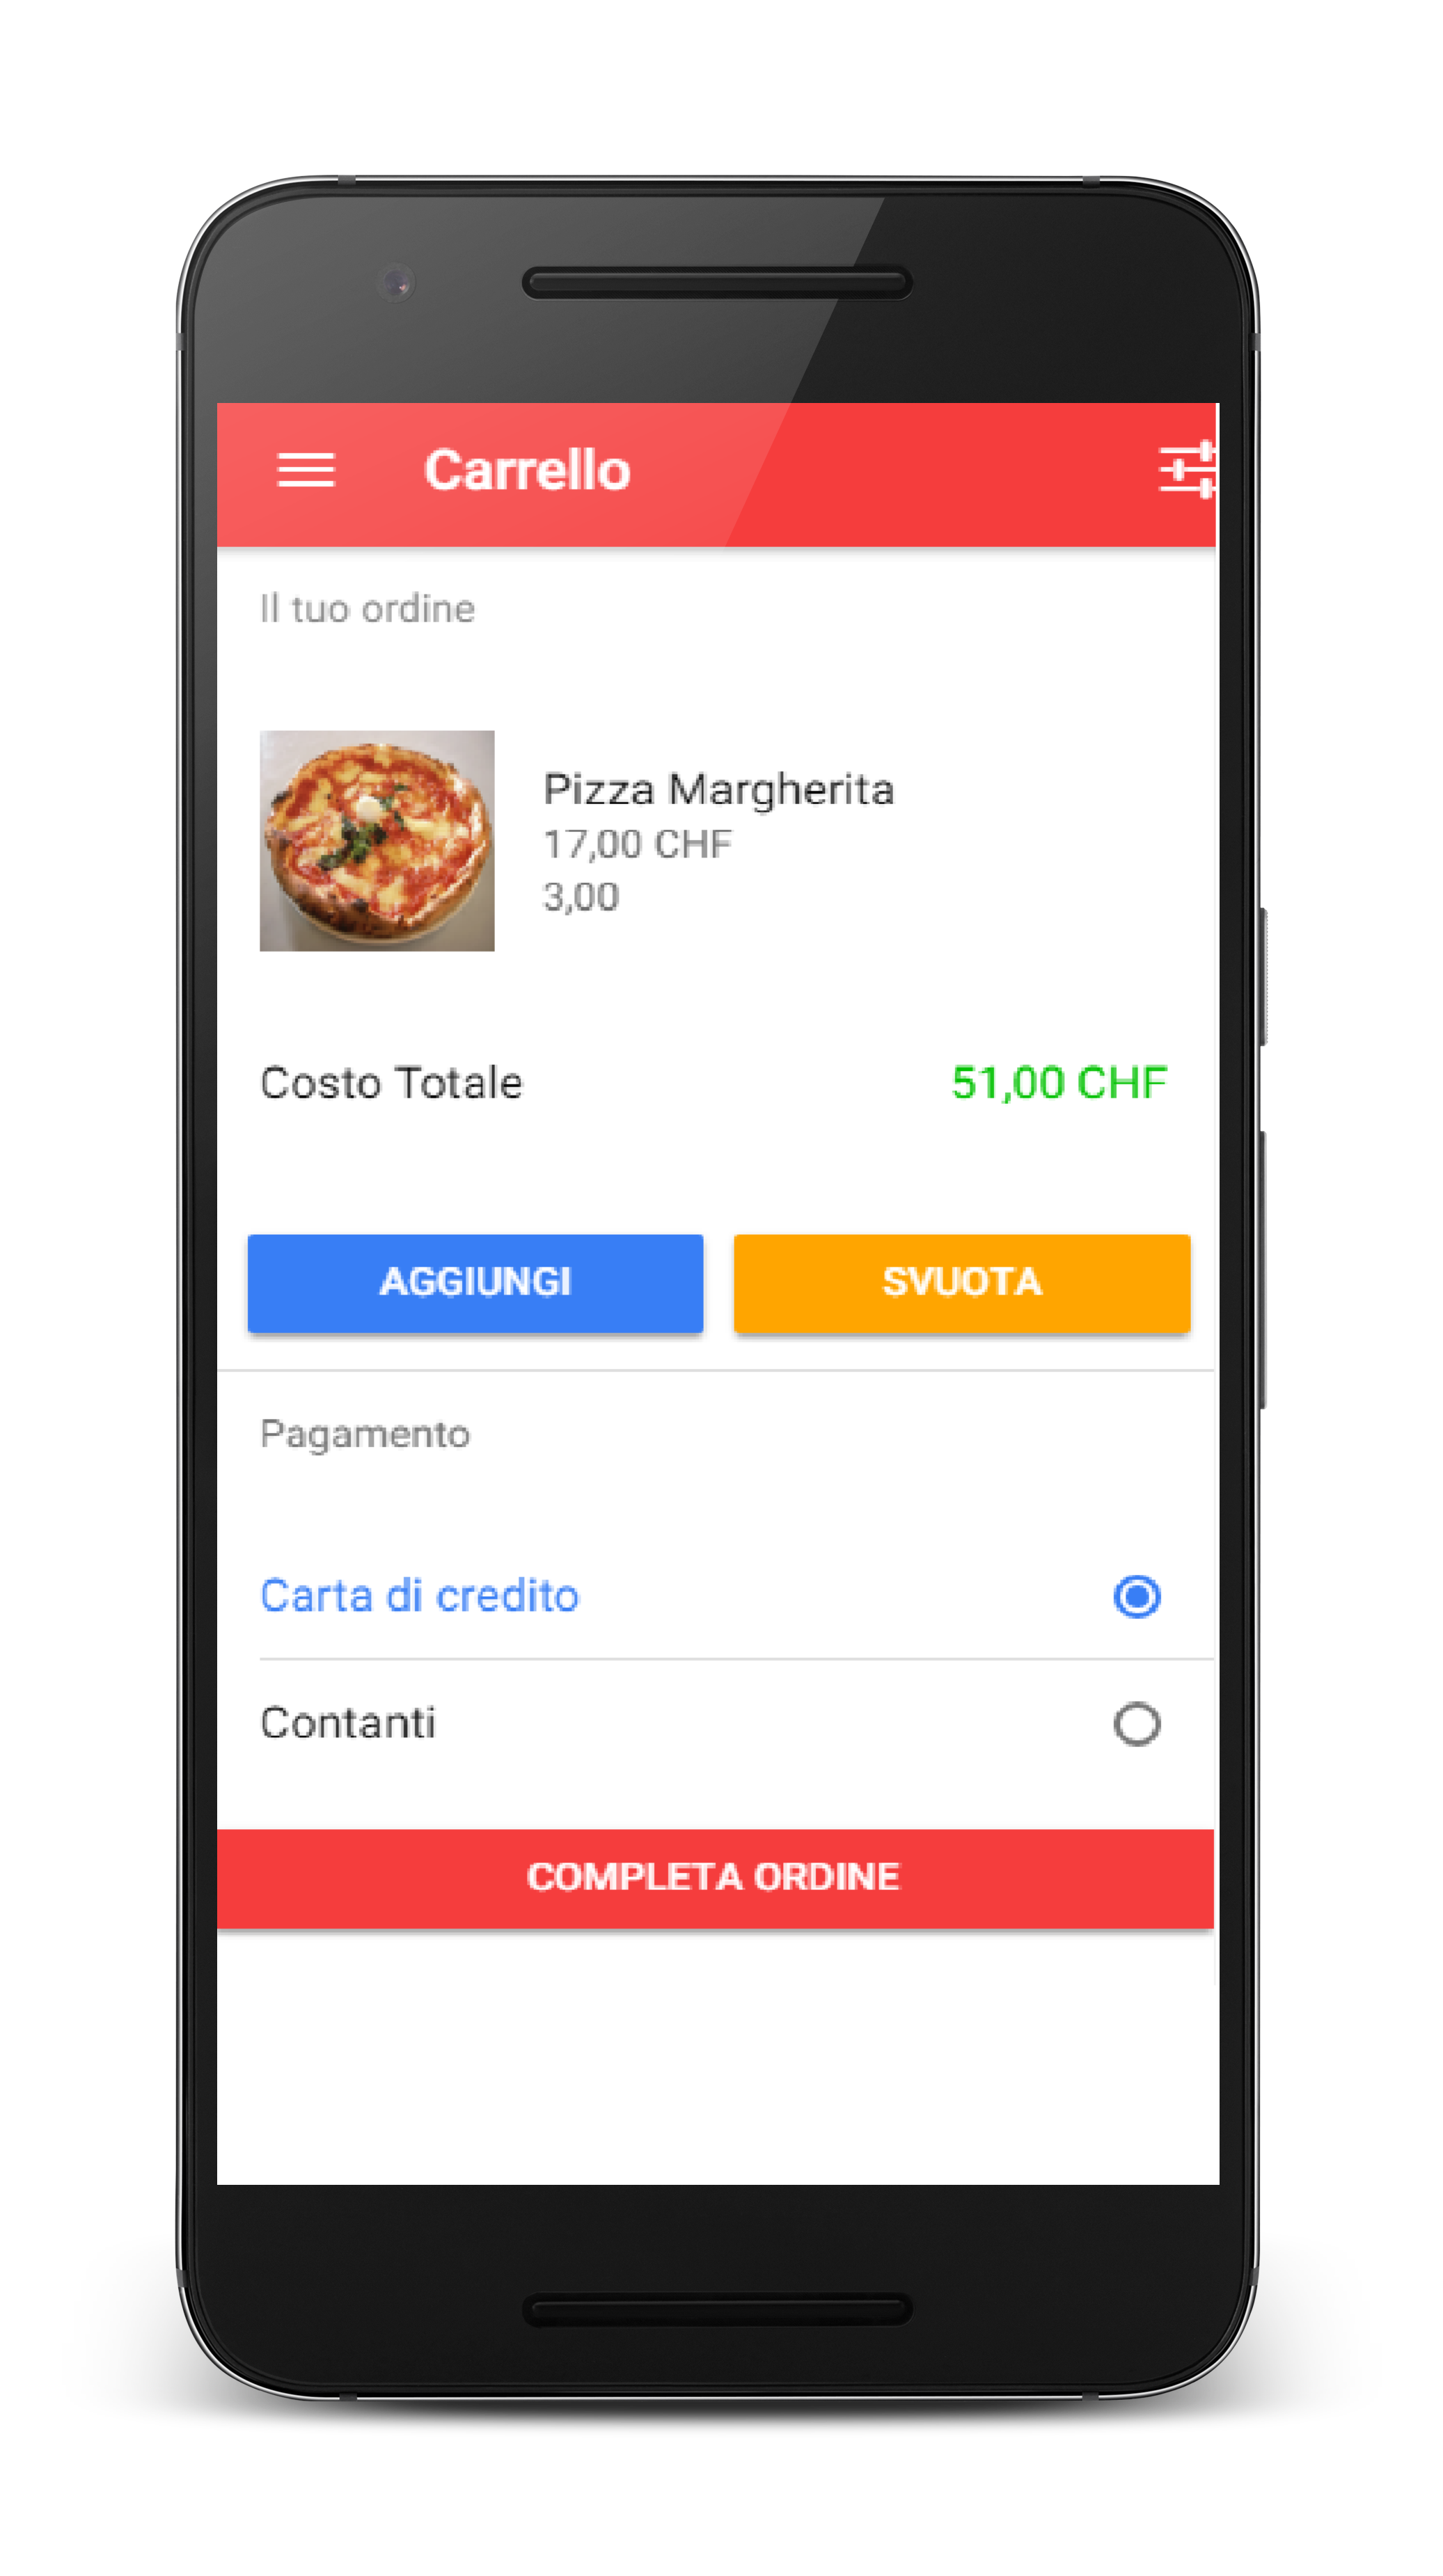 Carrello
Il tuo ordine
Pizza Margherita
17,00 CHF
3,00
Costo Totale 51,00 CHF
AGGIUNGI SVUOTA
Pagamento
Carta di credito
Contanti
COMPLETA ORDINE